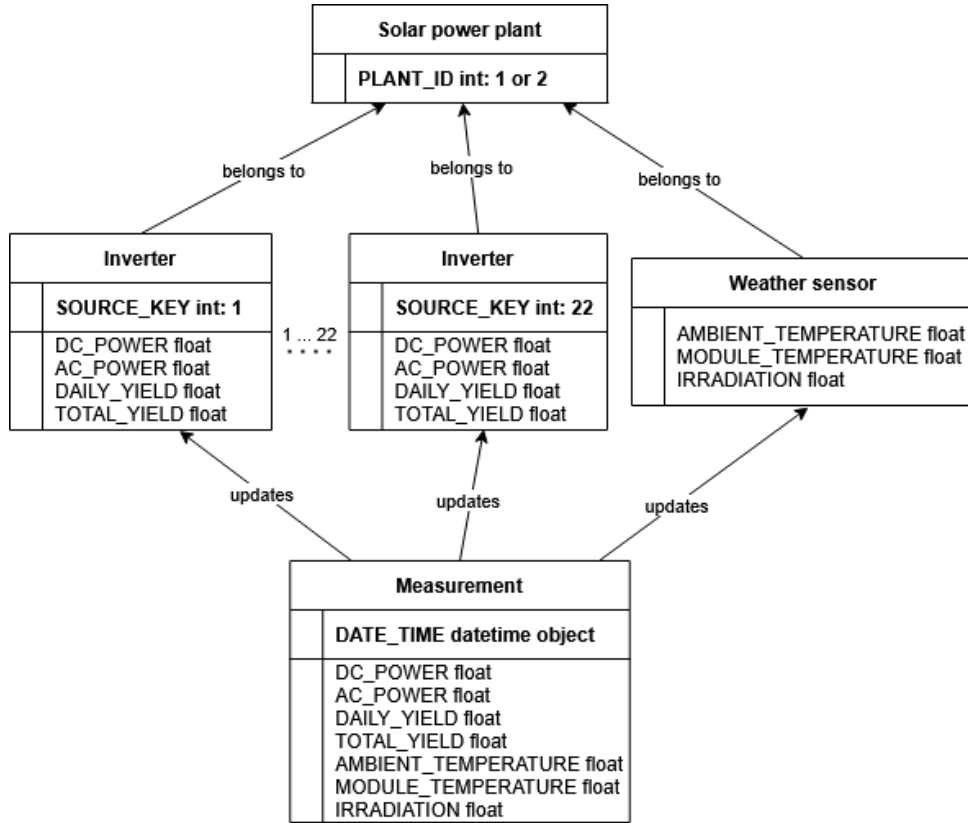 Solar power plant
PLANT_ID int: 1 or 2
belongs to
belongs to
belongs to
Inverter
SOURCE_KEY int: 1
DC_POWER float
AC_POWER float
DAILY_YIELD float
TOTAL_YIELD float
1 ... 22
Inverter
SOURCE_KEY int: 22
DC_POWER float
AC_POWER float
DAILY_YIELD float
TOTAL_YIELD float
Weather sensor
AMBIENT_TEMPERATURE float
MODULE_TEMPERATURE float
IRRADIATION float
updates
updates
updates
Measurement
DATE_TIME datetime object
DC_POWER float
AC_POWER float
DAILY_YIELD float
TOTAL_YIELD float
AMBIENT_TEMPERATURE float
MODULE_TEMPERATURE float
IRRADIATION float